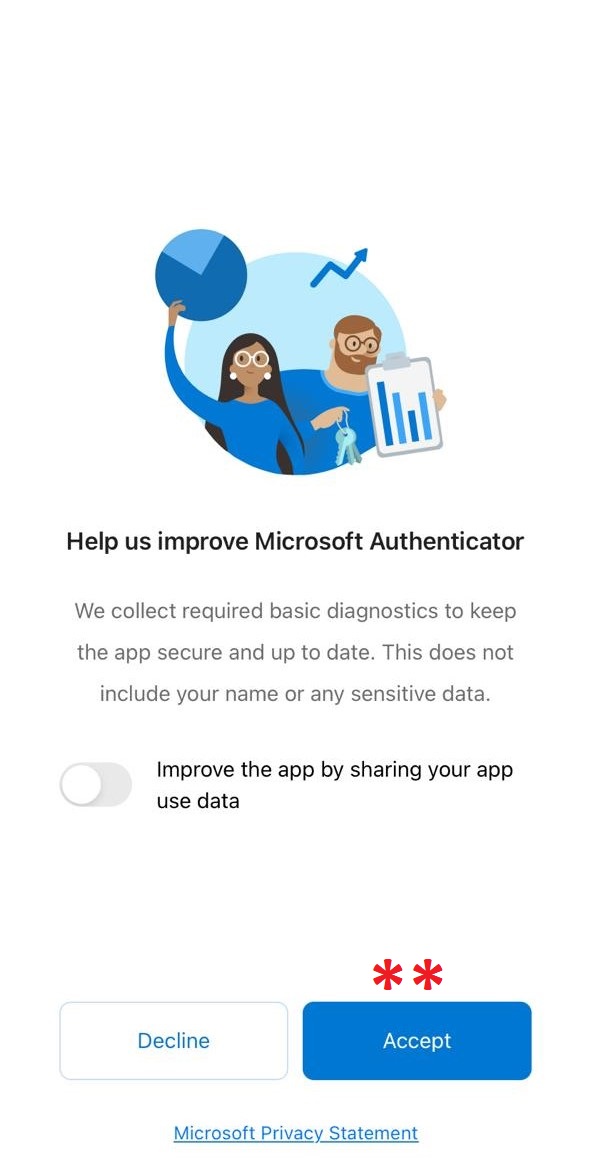 Help us improve Microsoft Authenticator
We collect required basic diagnostics to keep
the app secure and up to date. This does not
include your name or any sensitive data.
Improve the app by sharing your app
use data
**
Decline
Accept
Microsoft Privacy Statement